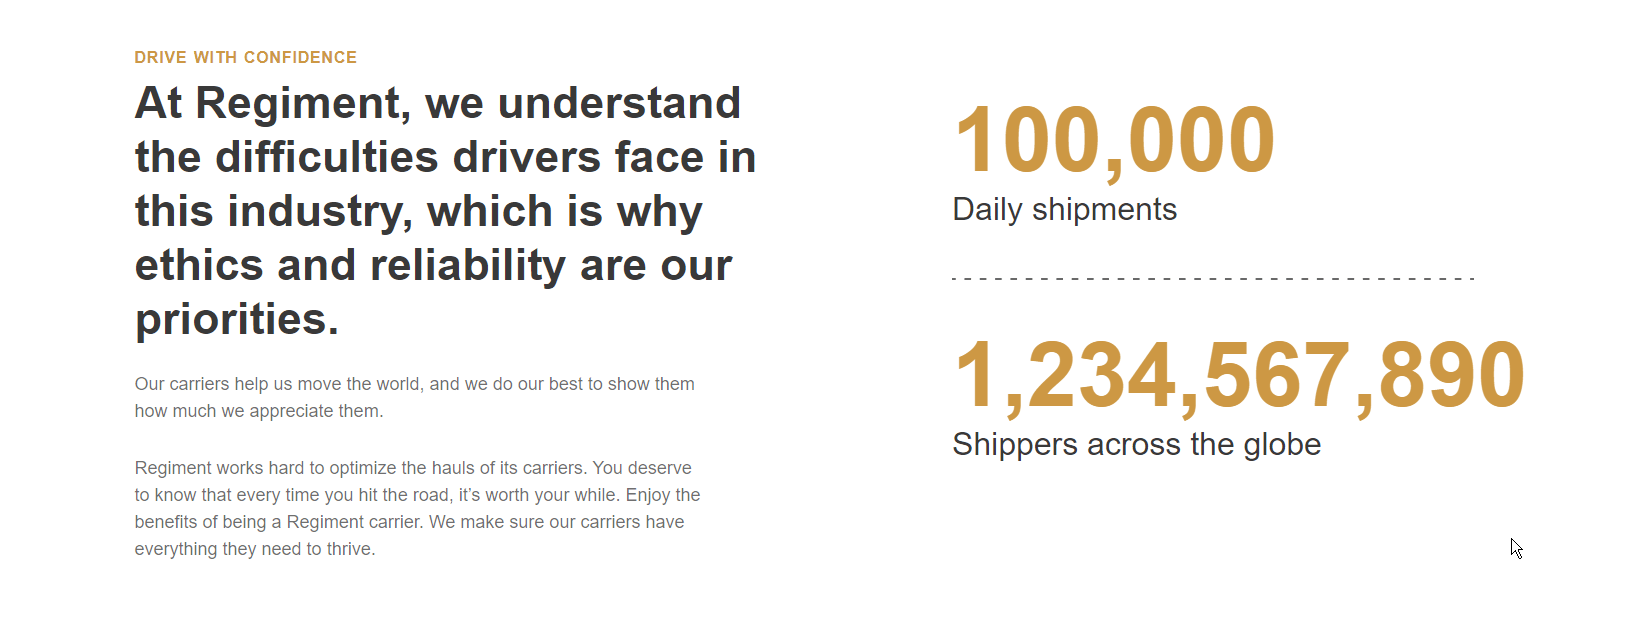 DRIVE WITH CONFIDENCE
At Regiment, we understand
the difficulties drivers face in
this industry, which is why
ethics and reliability are our
priorities.
Our carriers help us move the world, and we do our best to show them
how much we appreciate them.
Regiment works hard to optimize the hauls of its carriers. You deserve
to know that every time you hit the road, it’s worth your while. Enjoy the
benefits of being a Regiment carrier. We make sure our carriers have
everything they need to thrive.
100,000
Daily shipments
1,234,567,890
Shippers across the globe